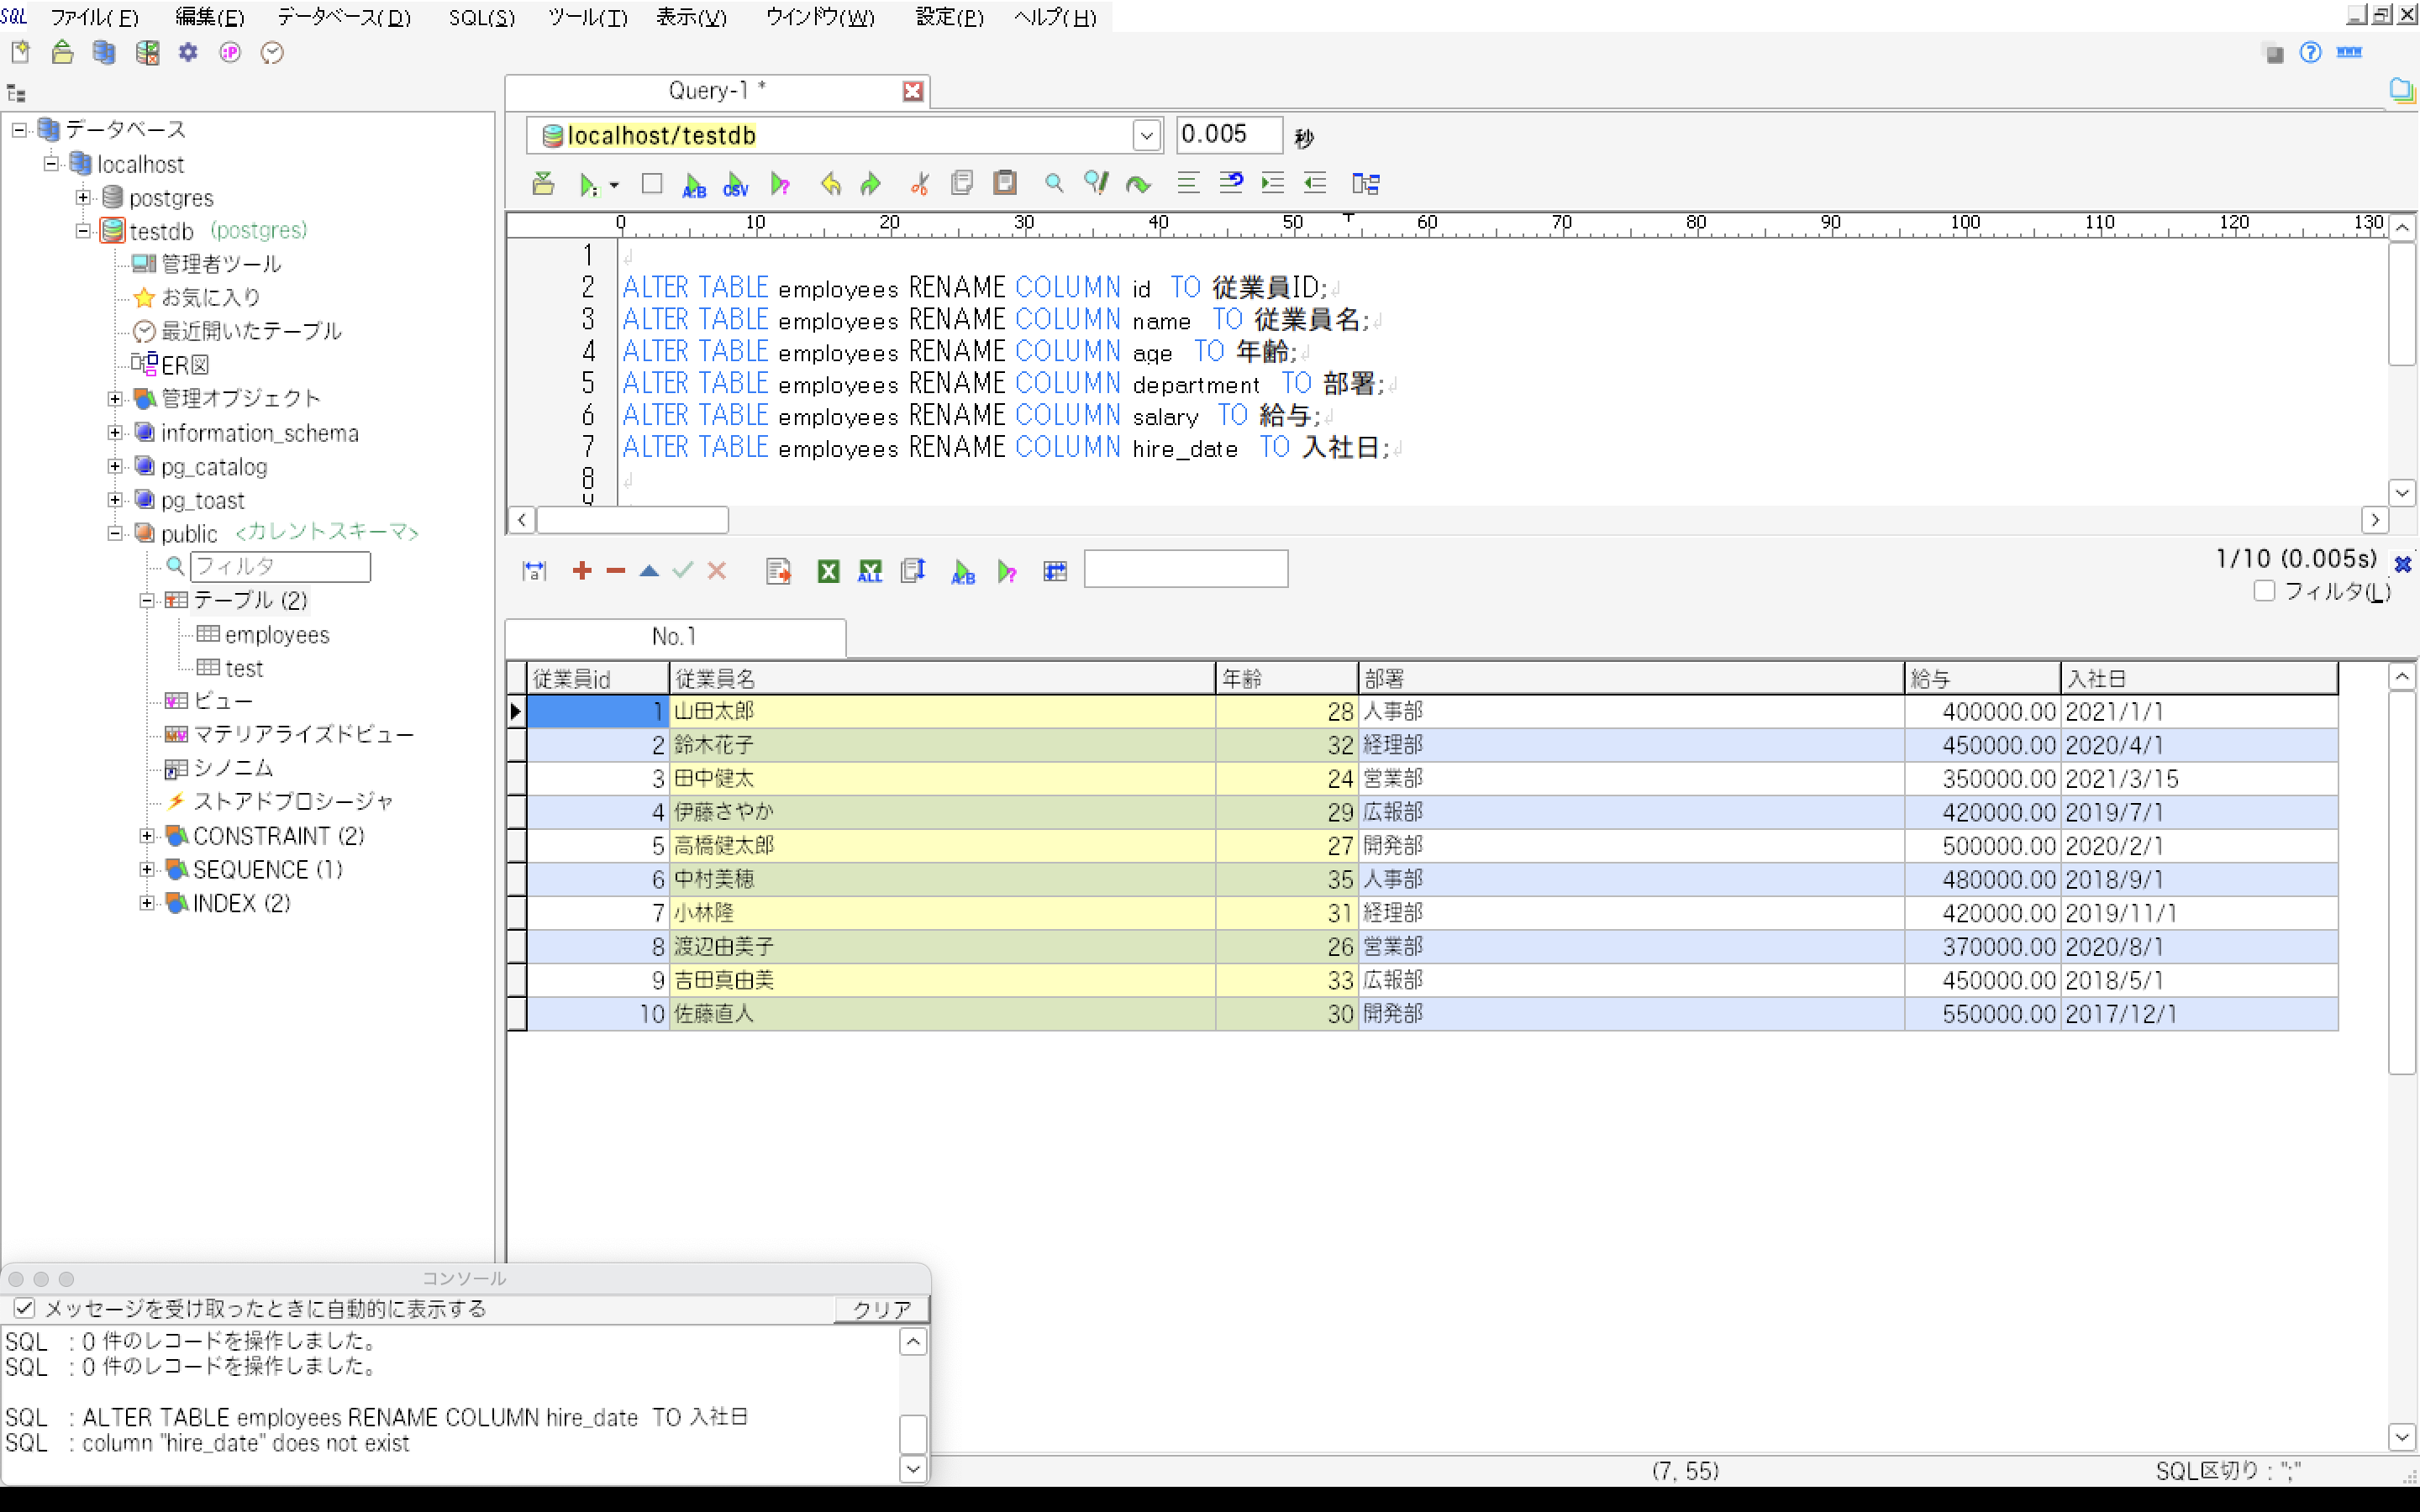 SQL ファイル(F) 編集(E) データベース(D) SQL(S) ツール(T) 表示(V) ウインドウ(W) 設定(P) ヘルプ(H)
Query-1 *
データベース
localhost
postgres
testdb (postgres)
管理者ツール
お気に入り
最近開いたテーブル
ER図
管理オブジェクト
information_schema
pg_catalog
pg_toast
public <カレントスキーマ>
フィルタ
テーブル (2)
employees
test
ビュー
マテリアライズドビュー
シノニム
ストアドプロシージャ
CONSTRAINT (2)
SEQUENCE (1)
INDEX (2)
localhost/testdb 0.005 秒
A:B CSV
0 10 20 30 40 50 60 70 80 90 100 110 120 130
1
2 ALTER TABLE employees RENAME COLUMN id TO 従業員ID;
3 ALTER TABLE employees RENAME COLUMN name TO 従業員名;
4 ALTER TABLE employees RENAME COLUMN age TO 年齢;
5 ALTER TABLE employees RENAME COLUMN department TO 部署;
6 ALTER TABLE employees RENAME COLUMN salary TO 給与;
7 ALTER TABLE employees RENAME COLUMN hire_date TO 入社日;
8
ALL A:B
1/10 (0.005s)
フィルタ(L)
No.1
従業員id 従業員名 年齢 部署 給与 入社日
1 山田太郎 28 人事部 400000.00 2021/1/1
2 鈴木花子 32 経理部 450000.00 2020/4/1
3 田中健太 24 営業部 350000.00 2021/3/15
4 伊藤さやか 29 広報部 420000.00 2019/7/1
5 高橋健太郎 27 開発部 500000.00 2020/2/1
6 中村美穂 35 人事部 480000.00 2018/9/1
7 小林隆 31 経理部 420000.00 2019/11/1
8 渡辺由美子 26 営業部 370000.00 2020/8/1
9 吉田真由美 33 広報部 450000.00 2018/5/1
10 佐藤直人 30 開発部 550000.00 2017/12/1
コンソール
メッセージを受け取ったときに自動的に表示する クリア
SQL : 0 件のレコードを操作しました。
SQL : 0 件のレコードを操作しました。
SQL : ALTER TABLE employees RENAME COLUMN hire_date TO 入社日
SQL : column "hire_date" does not exist
(7, 55) SQL区切り : ";"